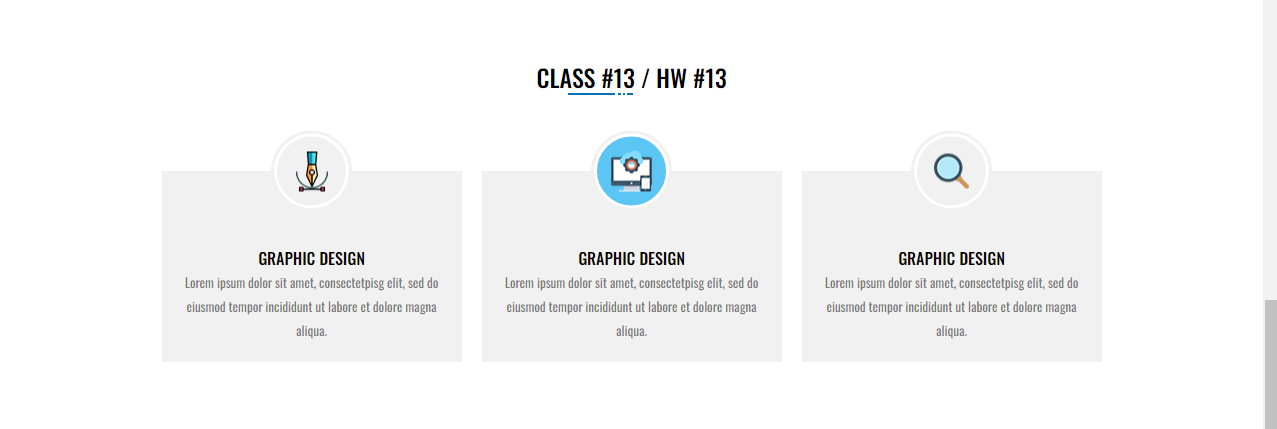 CLASS #13 / HW #13
GRAPHIC DESIGN
Lorem ipsum dolor sit amet, consectetpisg elit, sed do
eiusmod tempor incididunt ut labore et dolore magna
aliqua.
GRAPHIC DESIGN
Lorem ipsum dolor sit amet, consectetpisg elit, sed do
eiusmod tempor incididunt ut labore et dolore magna
aliqua.
GRAPHIC DESIGN
Lorem ipsum dolor sit amet, consectetpisg elit, sed do
eiusmod tempor incididunt ut labore et dolore magna
aliqua.